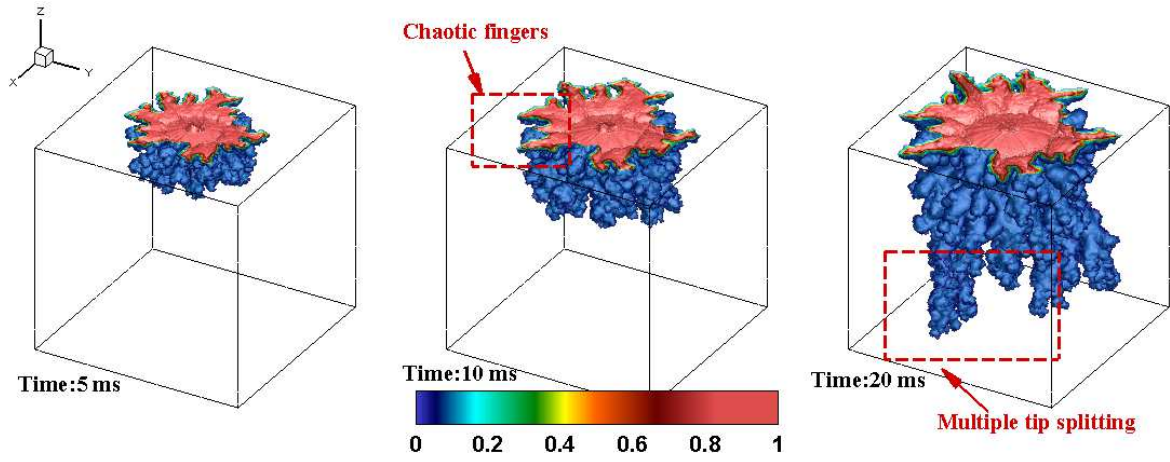 Z
X
Y
Chaotic fingers
Time:5 ms
Time:10 ms
Time:20 ms
0 0.2 0.4 0.6 0.8 1
Multiple tip splitting